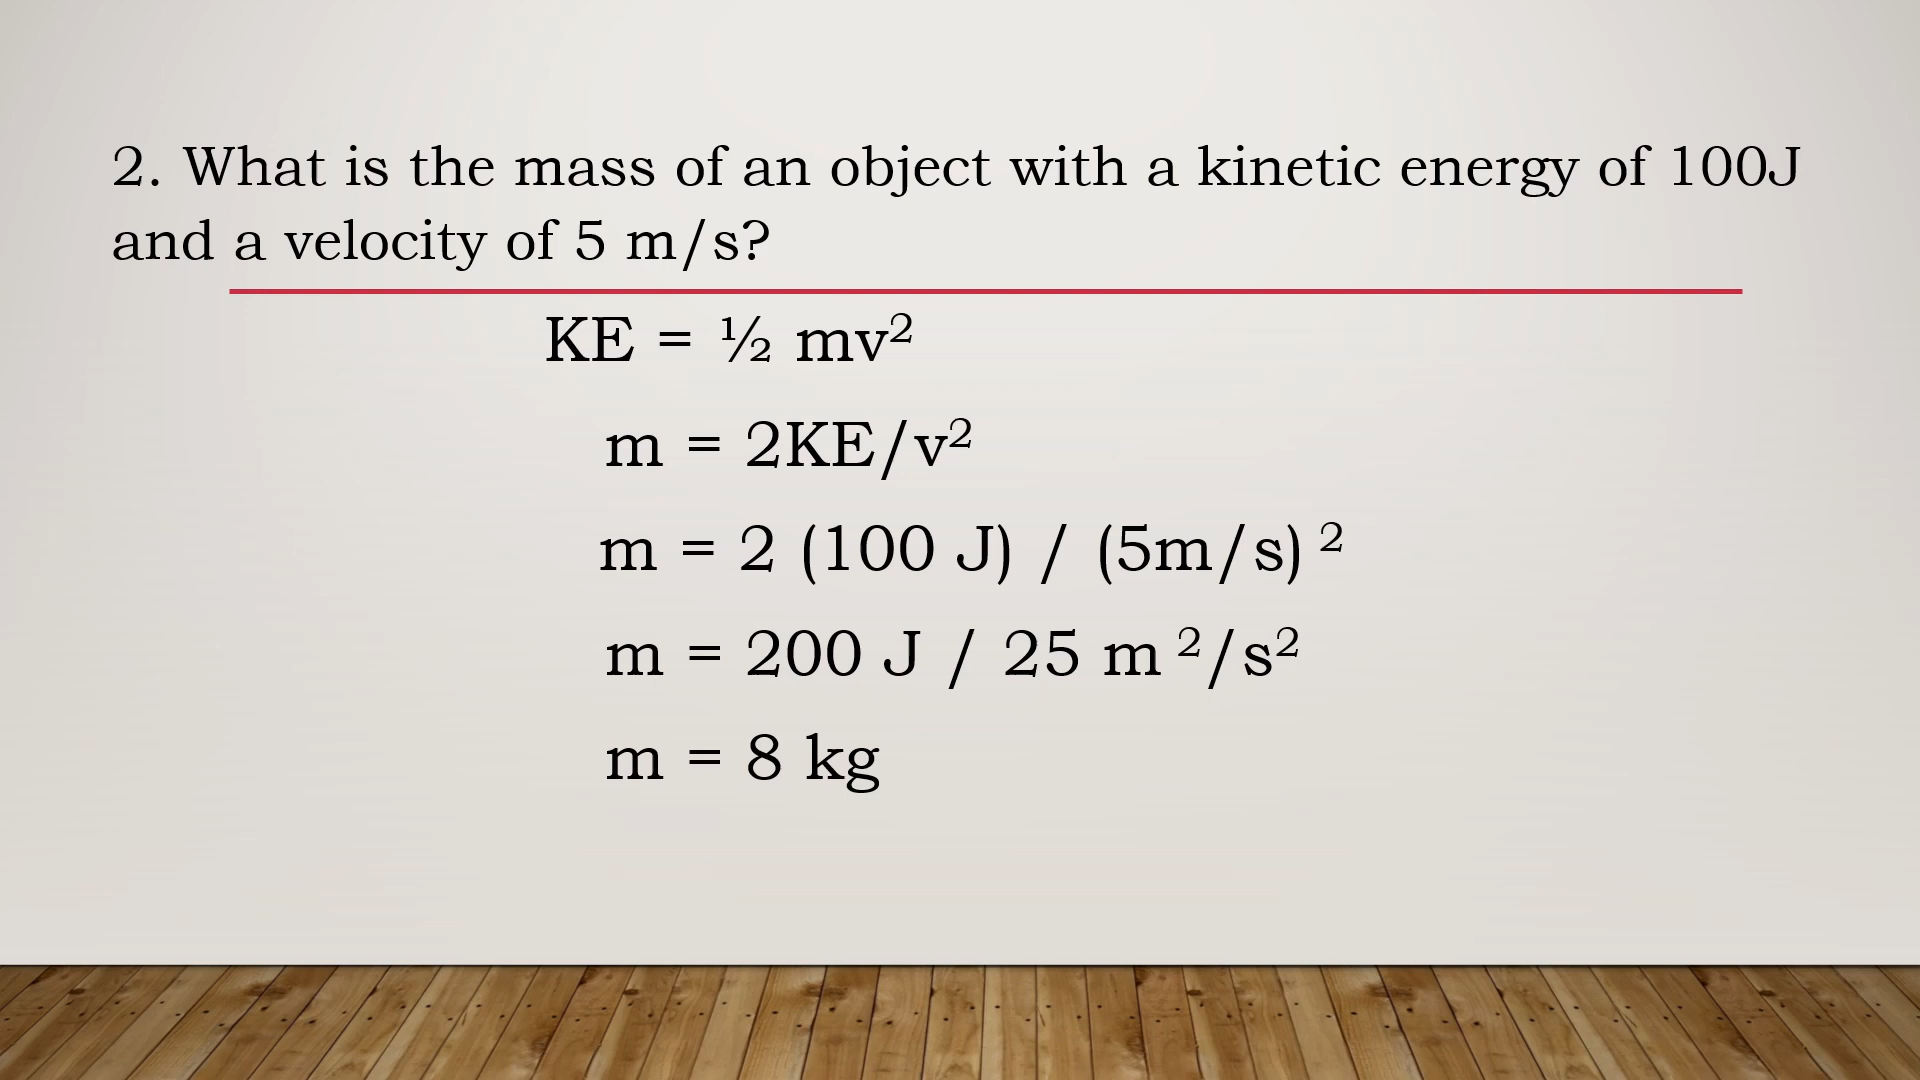 2. What is the mass of an object with a kinetic energy of 100J
and a velocity of 5 m/s?
KE = ½ mv²
m = 2KE/v²
m = 2 (100 J) / (5m/s) ²
m = 200 J / 25 m ²/s²
m = 8 kg